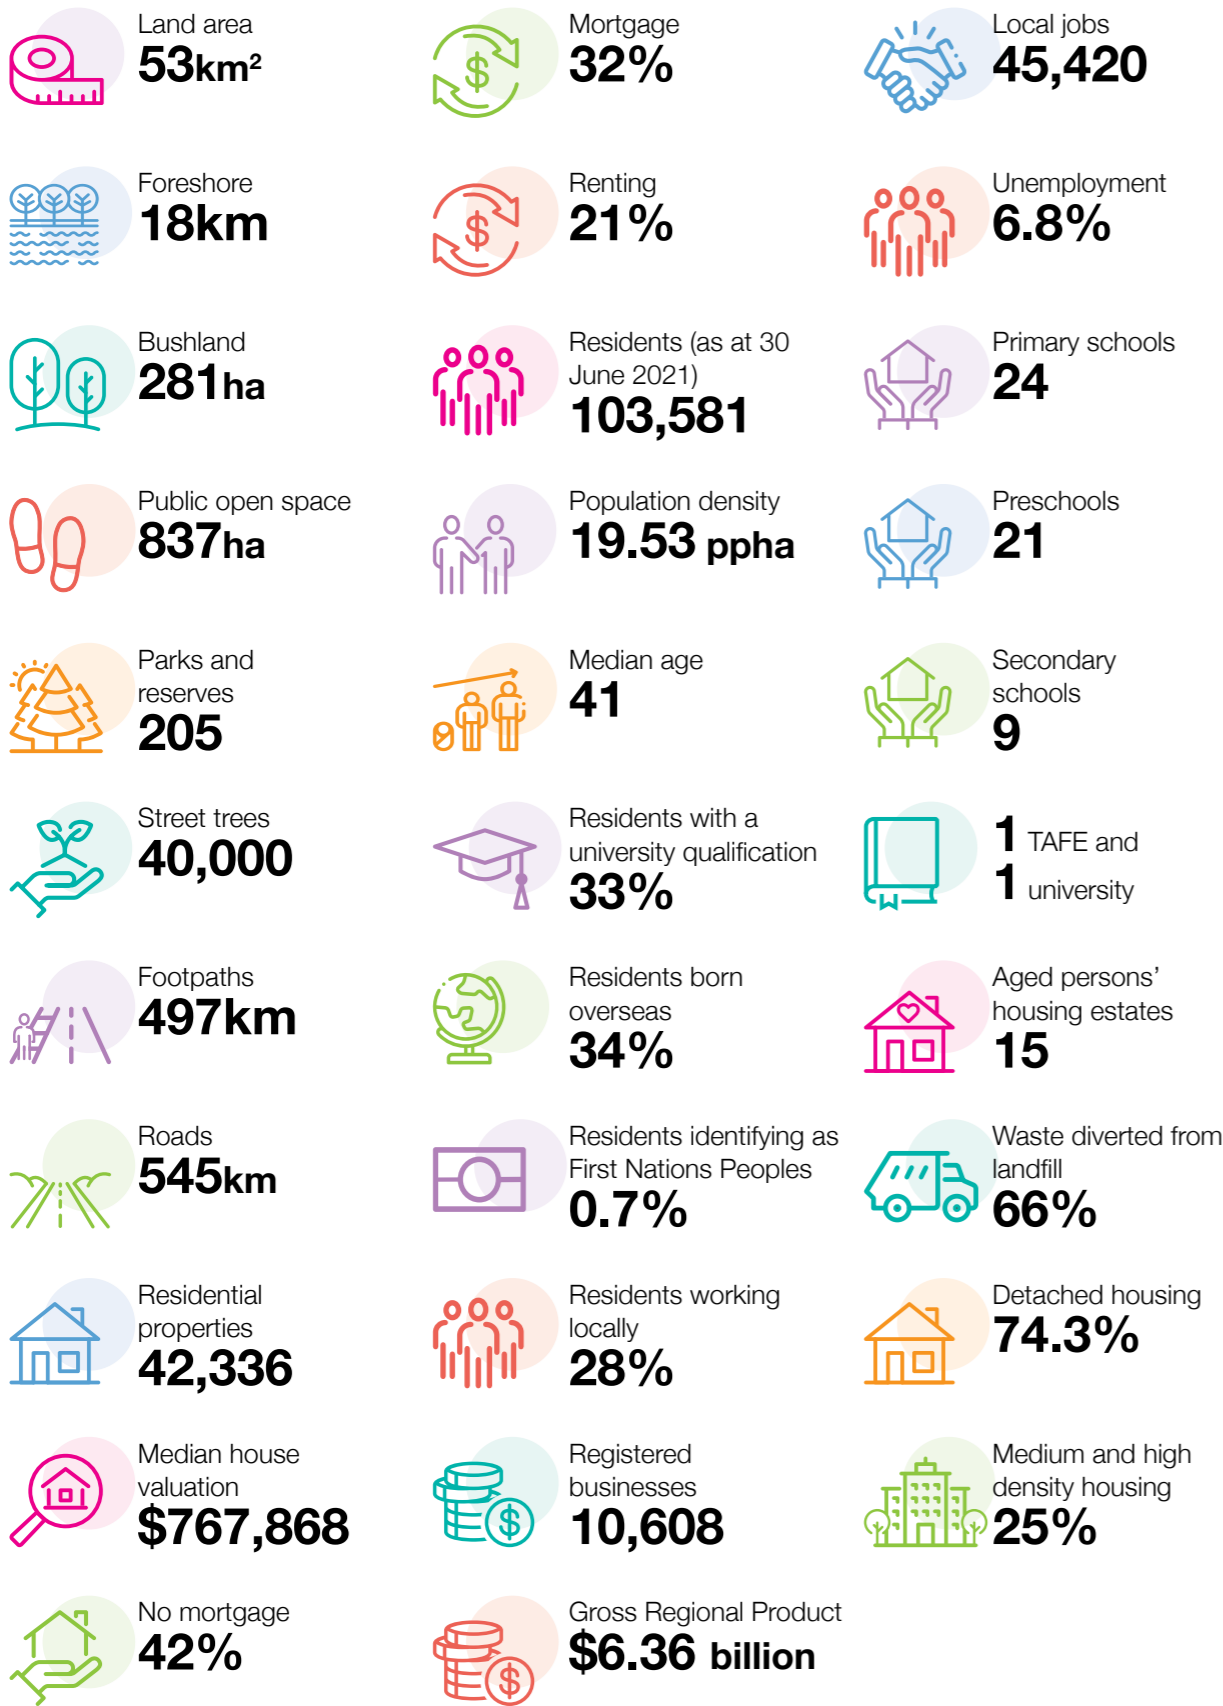 Land area
53km²
Foreshore
18km
Bushland
281ha
Public open space
837ha
Parks and
reserves
205
Street trees
40,000
Footpaths
497km
Roads
545km
Residential
properties
42,336
Median house
valuation
$767,868
No mortgage
42%
Mortgage
32%
Renting
21%
Residents (as at 30
June 2021)
103,581
Population density
19.53 ppha
Median age
41
Residents with a
university qualification
33%
Residents born
overseas
34%
Residents identifying as
First Nations Peoples
0.7%
Residents working
locally
28%
Registered
businesses
10,608
Gross Regional Product
$6.36 billion
Local jobs
45,420
Unemployment
6.8%
Primary schools
24
Preschools
21
Secondary
schools
9
1 TAFE and
1 university
Aged persons’
housing estates
15
Waste diverted from
landfill
66%
Detached housing
74.3%
Medium and high
density housing
25%